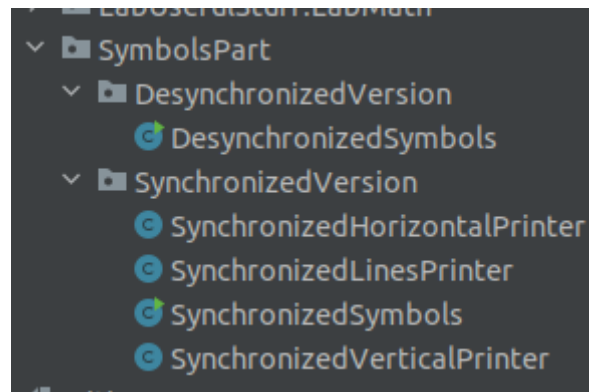 SymbolsPart
DesynchronizedVersion
DesynchronizedSymbols
SynchronizedVersion
SynchronizedHorizontalPrinter
SynchronizedLinesPrinter
SynchronizedSymbols
SynchronizedVerticalPrinter